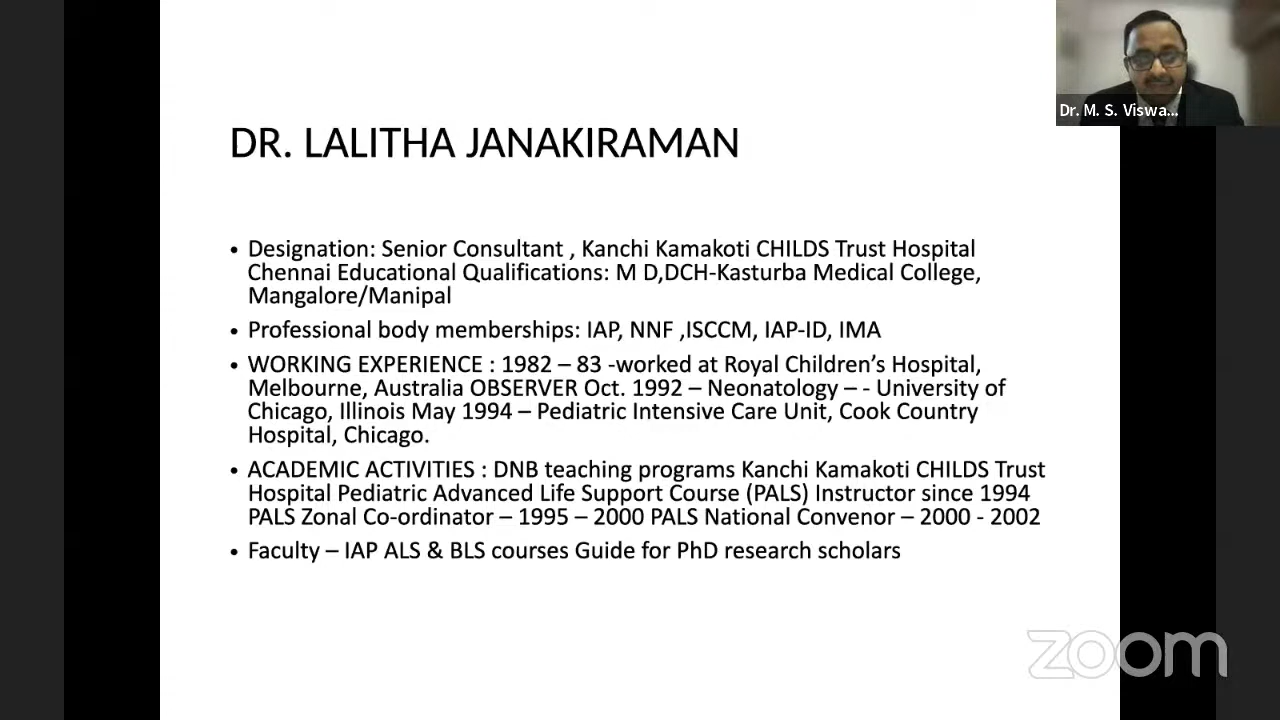 Dr. M. S. Viswa...
DR. LALITHA JANAKIRAMAN
• Designation: Senior Consultant , Kanchi Kamakoti CHILDS Trust Hospital
Chennai Educational Qualifications: M D,DCH-Kasturba Medical College,
Mangalore/Manipal
• Professional body memberships: IAP, NNF ,ISCCM, IAP-ID, IMA
• WORKING EXPERIENCE : 1982 – 83 -worked at Royal Children’s Hospital,
Melbourne, Australia OBSERVER Oct. 1992 – Neonatology – - University of
Chicago, Illinois May 1994 – Pediatric Intensive Care Unit, Cook Country
Hospital, Chicago.
• ACADEMIC ACTIVITIES : DNB teaching programs Kanchi Kamakoti CHILDS Trust
Hospital Pediatric Advanced Life Support Course (PALS) Instructor since 1994
PALS Zonal Co-ordinator – 1995 – 2000 PALS National Convenor – 2000 - 2002
• Faculty – IAP ALS & BLS courses Guide for PhD research scholars
zoom